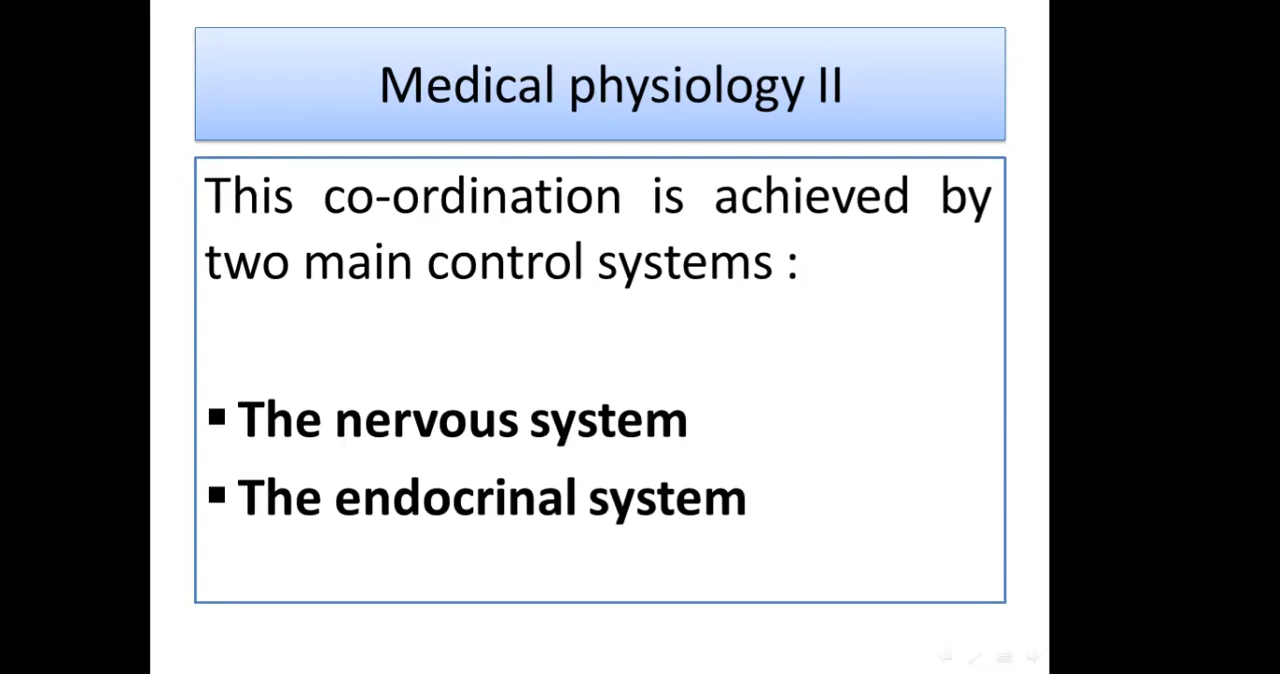 Medical physiology II
This co-ordination is achieved by
two main control systems :
▪ The nervous system
▪ The endocrinal system